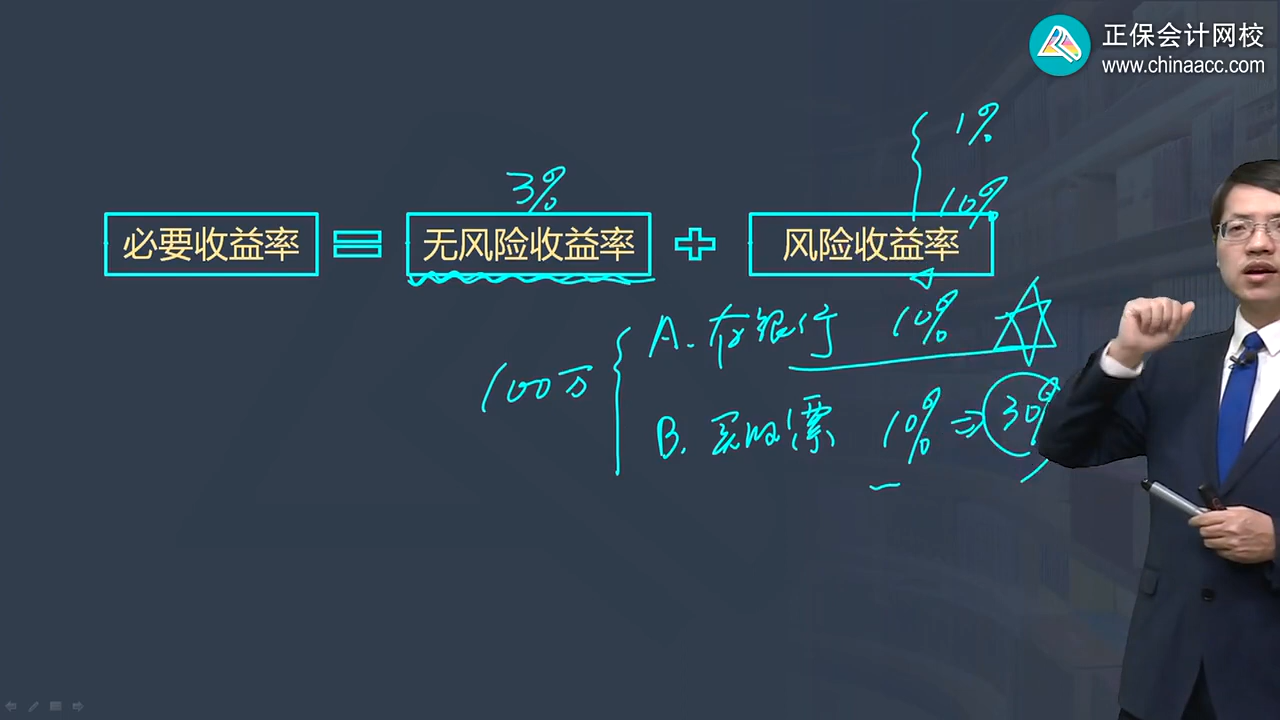 正保会计网校
www.chinaacc.com
1%
3%
10%
必要收益率 = 无风险收益率 + 风险收益率
100万
A. 存银行 10%
B. 买股票 10% ⇒ 30%